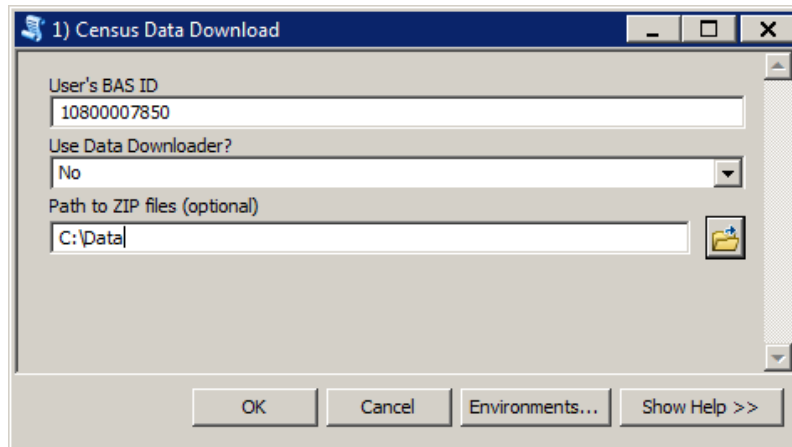 1) Census Data Download
User's BAS ID
10800007850
Use Data Downloader?
No
Path to ZIP files (optional)
C:\Data
OK Cancel Environments... Show Help >>